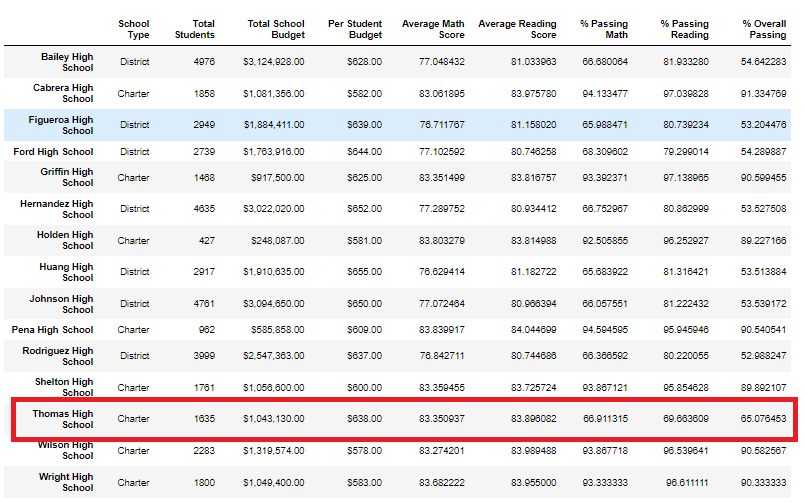 School Type Total Students Total School Budget Per Student Budget Average Math Score Average Reading Score % Passing Math % Passing Reading % Overall Passing
Bailey High School District 4976 $3,124,928.00 $628.00 77.048432 81.033963 66.680064 81.933280 54.642283
Cabrera High School Charter 1858 $1,081,356.00 $582.00 83.061895 83.975780 94.133477 97.039828 91.334769
Figueroa High School District 2949 $1,884,411.00 $639.00 76.711767 81.158020 65.988471 80.739234 53.204476
Ford High School District 2739 $1,763,916.00 $644.00 77.102592 80.746258 68.309602 79.299014 54.289887
Griffin High School Charter 1468 $917,500.00 $625.00 83.351499 83.816757 93.392371 97.138965 90.599455
Hernandez High School District 4635 $3,022,020.00 $652.00 77.289752 80.934412 66.752967 80.862999 53.527508
Holden High School Charter 427 $248,087.00 $581.00 83.803279 83.814988 92.505855 96.252927 89.227166
Huang High School District 2917 $1,910,635.00 $655.00 76.629414 81.182722 65.683922 81.316421 53.513884
Johnson High School District 4761 $3,094,650.00 $650.00 77.072464 80.966394 66.057551 81.222432 53.539172
Pena High School Charter 962 $585,858.00 $609.00 83.839917 84.044699 94.594595 95.945946 90.540541
Rodriguez High School District 3999 $2,547,363.00 $637.00 76.842711 80.744686 66.366592 80.220055 52.988247
Shelton High School Charter 1761 $1,056,600.00 $600.00 83.359455 83.725724 93.867121 95.854628 89.892107
Thomas High School Charter 1635 $1,043,130.00 $638.00 83.350937 83.896082 66.911315 69.663609 65.076453
Wilson High School Charter 2283 $1,319,574.00 $578.00 83.274201 83.989488 93.867718 96.539641 90.582567
Wright High School Charter 1800 $1,049,400.00 $583.00 83.682222 83.955000 93.333333 96.611111 90.333333